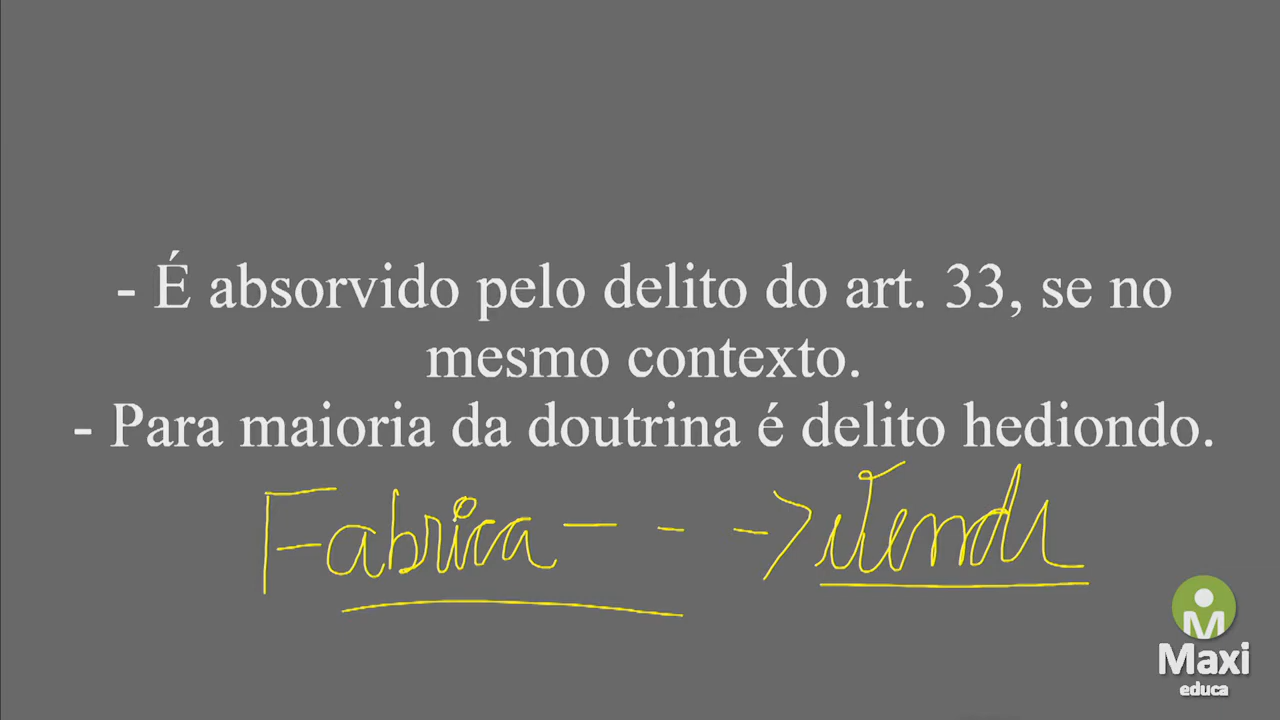 - É absorvido pelo delito do art. 33, se no
mesmo contexto.
- Para maioria da doutrina é delito hediondo.
Fabrica - - -> Vende
Maxi
educa